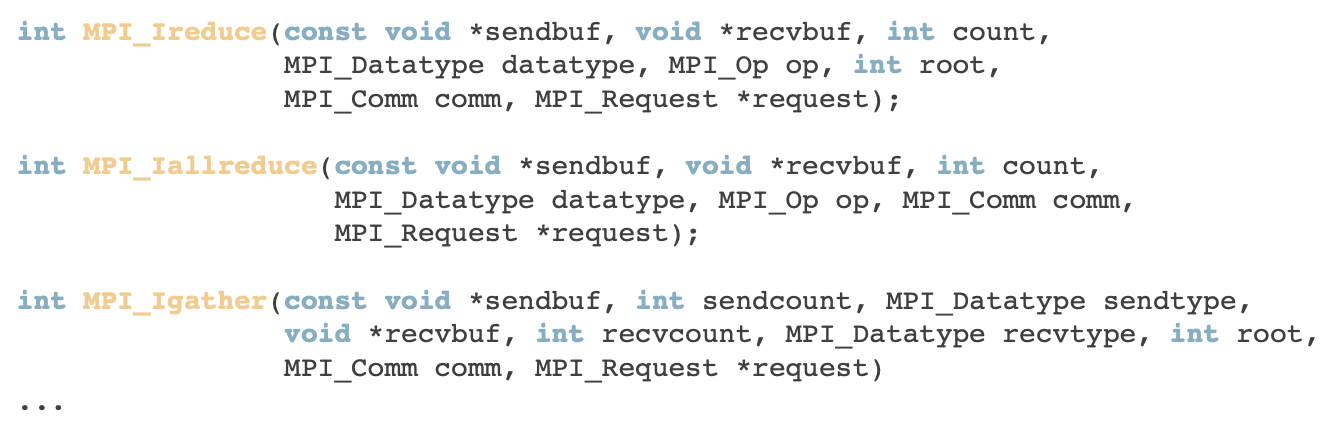 int MPI_Ireduce(const void *sendbuf, void *recvbuf, int count,
                MPI_Datatype datatype, MPI_Op op, int root,
                MPI_Comm comm, MPI_Request *request);

int MPI_Iallreduce(const void *sendbuf, void *recvbuf, int count,
                   MPI_Datatype datatype, MPI_Op op, MPI_Comm comm,
                   MPI_Request *request);

int MPI_Igather(const void *sendbuf, int sendcount, MPI_Datatype sendtype,
                void *recvbuf, int recvcount, MPI_Datatype recvtype, int root,
                MPI_Comm comm, MPI_Request *request)
...